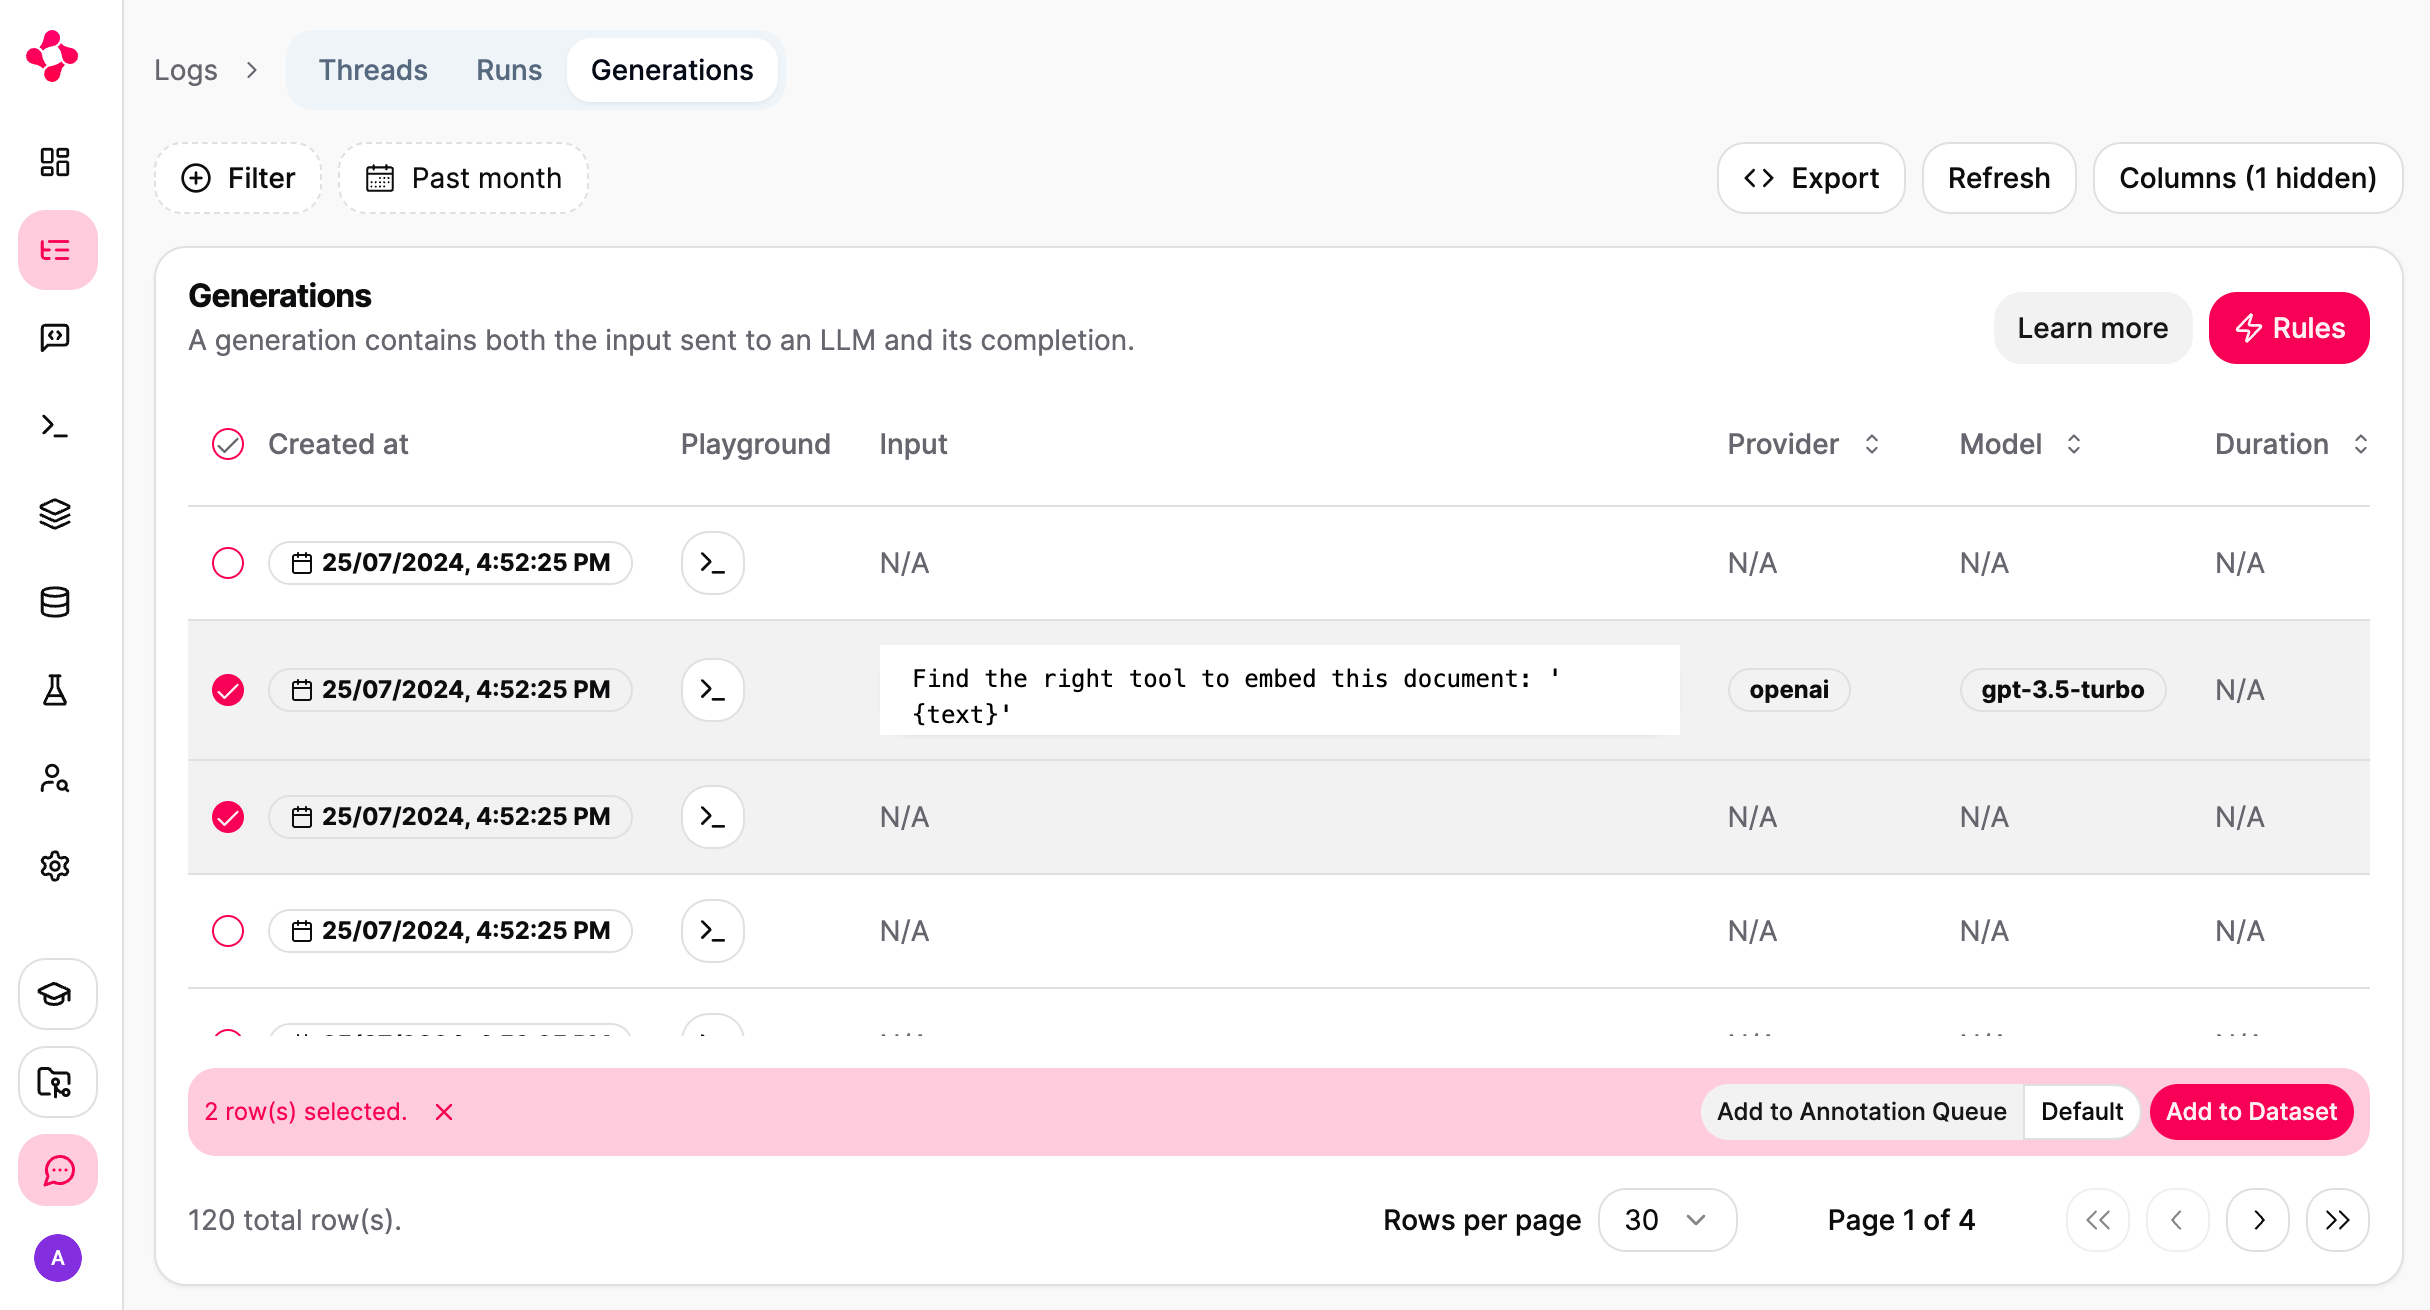 Logs
Threads Runs Generations
Filter
Past month
Export
Refresh
Columns (1 hidden)
Generations
A generation contains both the input sent to an LLM and its completion.
Learn more
Rules
Created at Playground Input Provider Model Duration
25/07/2024, 4:52:25 PM N/A N/A N/A N/A
25/07/2024, 4:52:25 PM Find the right tool to embed this document: '
{text}' openai gpt-3.5-turbo N/A
25/07/2024, 4:52:25 PM N/A N/A N/A N/A
25/07/2024, 4:52:25 PM N/A N/A N/A N/A
2 row(s) selected.
Add to Annotation Queue Default Add to Dataset
120 total row(s).
Rows per page 30 Page 1 of 4
A